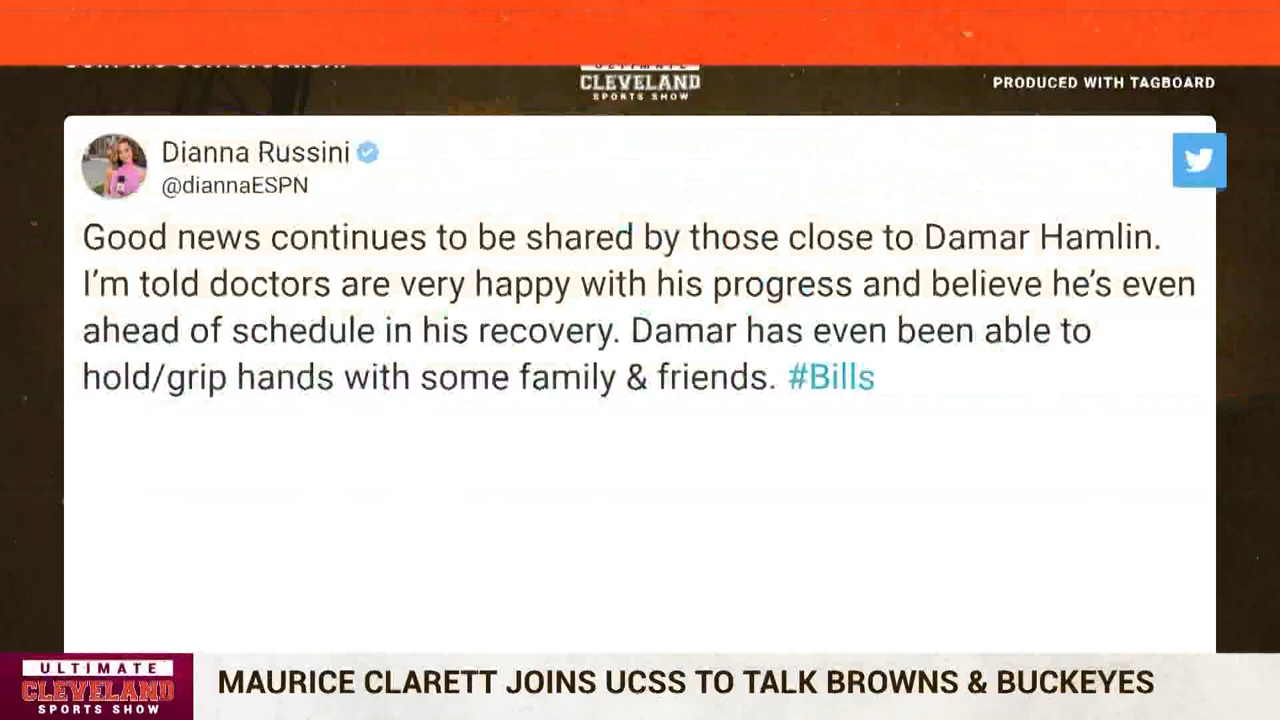 CLEVELAND
SPORTS SHOW
PRODUCED WITH TAGBOARD
Dianna Russini
@diannaESPN
Good news continues to be shared by those close to Damar Hamlin.
I’m told doctors are very happy with his progress and believe he’s even
ahead of schedule in his recovery. Damar has even been able to
hold/grip hands with some family & friends. #Bills
ULTIMATE
CLEVELAND
SPORTS SHOW
MAURICE CLARETT JOINS UCSS TO TALK BROWNS & BUCKEYES